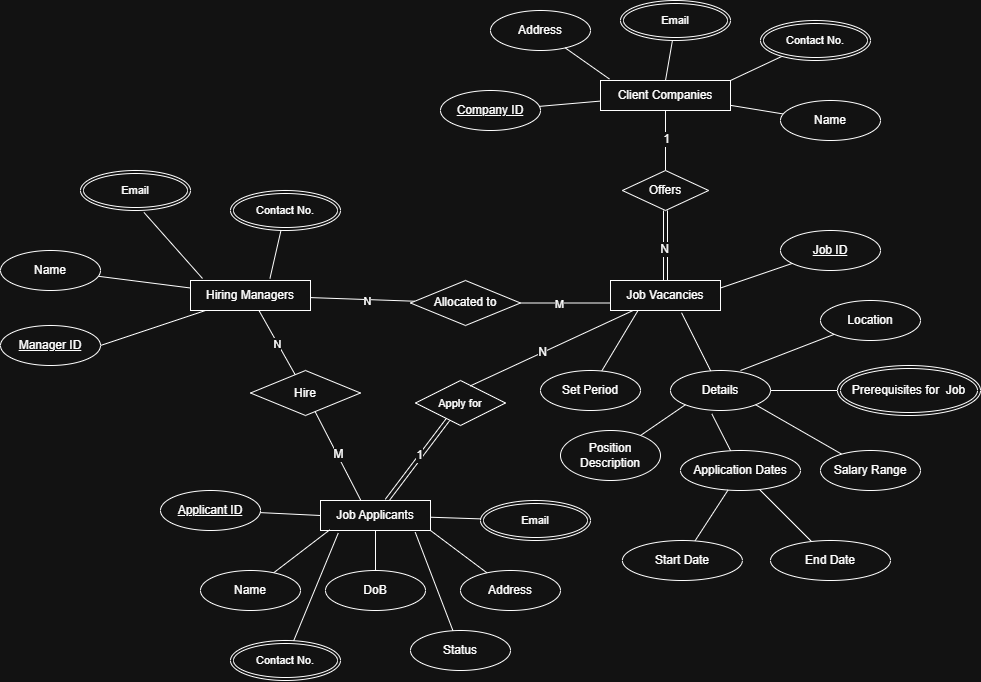 Email
Address
Contact No.
Client Companies
Company ID
Name
1
Offers
Email
Contact No.
N
Job ID
Name
Hiring Managers
N
Allocated to
M
Job Vacancies
Location
Manager ID
N
N
Hire
Apply for
Set Period
Details
Prerequisites for Job
M
1
Position
Description
Application Dates
Salary Range
Applicant ID
Job Applicants
Email
Start Date
End Date
Name
DoB
Address
Contact No.
Status